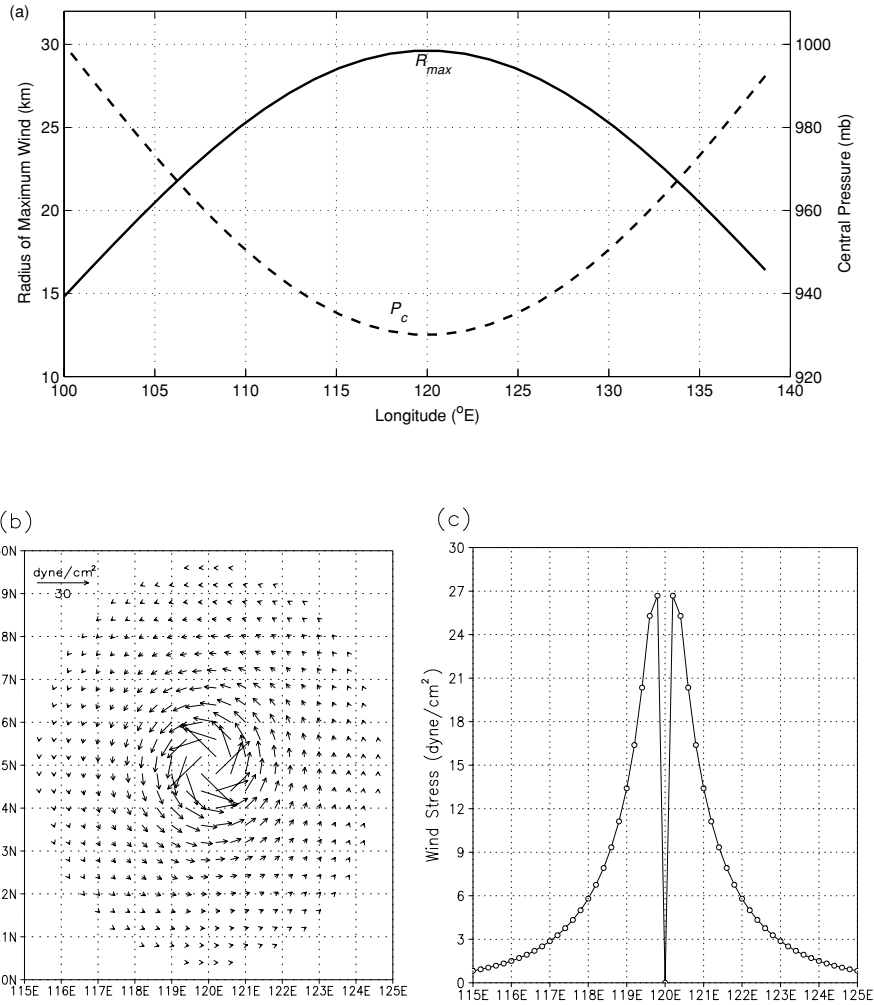 (a)
30
25
20
15
10
1000
980
960
940
920
Radius of Maximum Wind (km)
Central Pressure (mb)
R max
P c
100 105 110 115 120 125 130 135 140
Longitude (°E)
(b)
dyne/cm²
30
0N
9N
8N
7N
6N
5N
4N
3N
2N
1N
0N
115E 116E 117E 118E 119E 120E 121E 122E 123E 124E 125E
(c)
30
27
24
21
18
15
12
9
6
3
0
Wind Stress (dyne/cm²)
115E 116E 117E 118E 119E 120E 121E 122E 123E 124E 125E